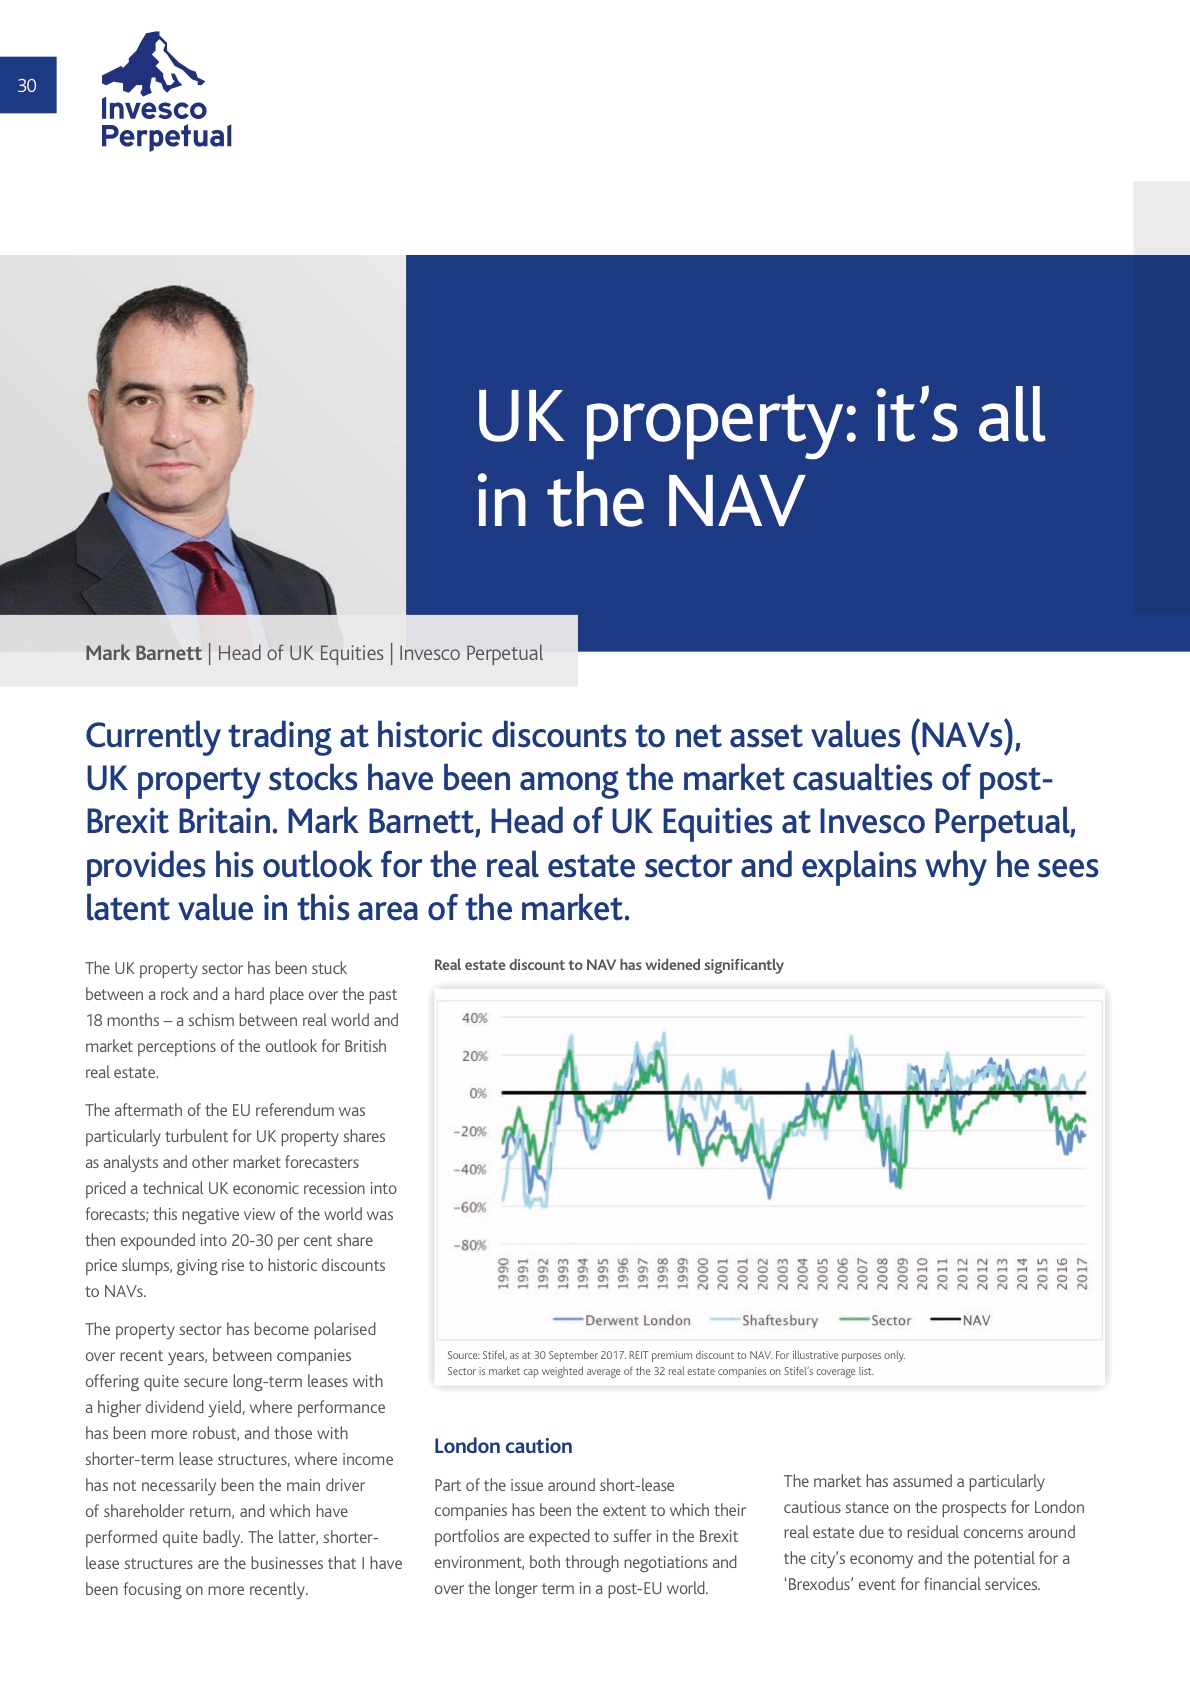 30
Invesco
Perpetual
UK property: it’s all
in the NAV
Mark Barnett | Head of UK Equities | Invesco Perpetual
Currently trading at historic discounts to net asset values (NAVs),
UK property stocks have been among the market casualties of post-
Brexit Britain. Mark Barnett, Head of UK Equities at Invesco Perpetual,
provides his outlook for the real estate sector and explains why he sees
latent value in this area of the market.
The UK property sector has been stuck
between a rock and a hard place over the past
18 months – a schism between real world and
market perceptions of the outlook for British
real estate.
The aftermath of the EU referendum was
particularly turbulent for UK property shares
as analysts and other market forecasters
priced a technical UK economic recession into
forecasts; this negative view of the world was
then expounded into 20-30 per cent share
price slumps, giving rise to historic discounts
to NAVs.
The property sector has become polarised
over recent years, between companies
offering quite secure long-term leases with
a higher dividend yield, where performance
has been more robust, and those with
shorter-term lease structures, where income
has not necessarily been the main driver
of shareholder return, and which have
performed quite badly. The latter, shorter-
lease structures are the businesses that I have
been focusing on more recently.
Real estate discount to NAV has widened significantly
40%
20%
0%
-20%
-40%
-60%
-80%
1990 1991 1992 1993 1994 1995 1996 1997 1998 1999 2000 2001 2001 2002 2003 2004 2005 2006 2007 2008 2009 2010 2011 2012 2012 2013 2014 2015 2016 2017
Derwent London Shaftesbury Sector NAV
Source: Stifel, as at 30 September 2017. REIT premium discount to NAV. For illustrative purposes only.
Sector is market cap weighted average of the 32 real estate companies on Stifel’s coverage list.
London caution
Part of the issue around short-lease
companies has been the extent to which their
portfolios are expected to suffer in the Brexit
environment, both through negotiations and
over the longer term in a post-EU world.
The market has assumed a particularly
cautious stance on the prospects for London
real estate due to residual concerns around
the city’s economy and the potential for a
‘Brexodus’ event for financial services.